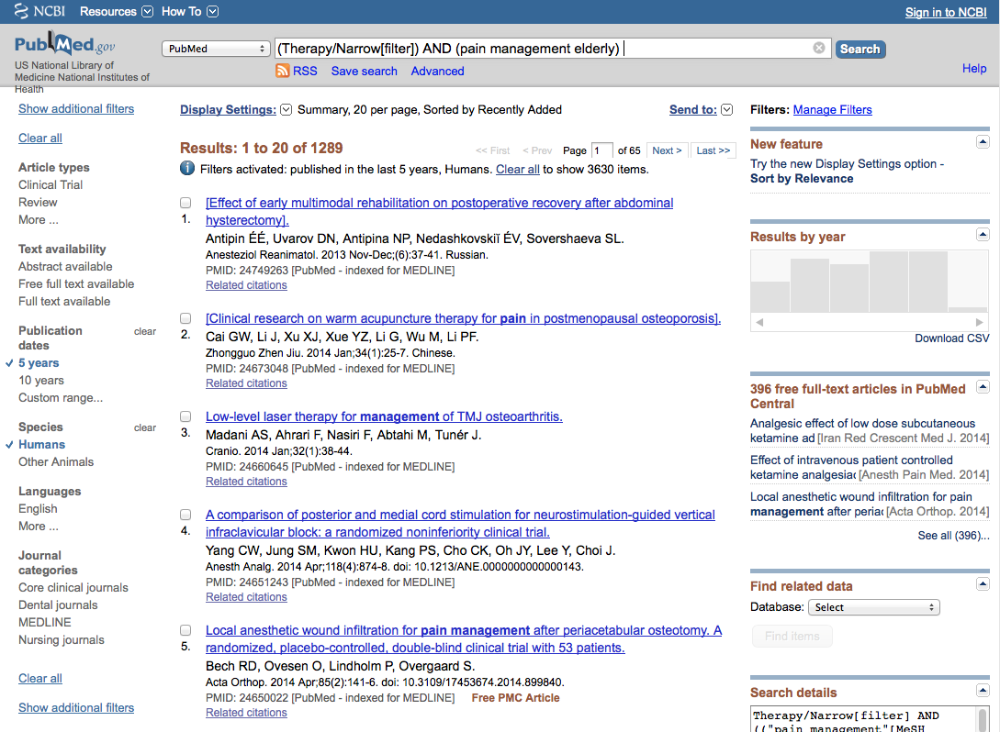 NCBI Resources How To Sign in to NCBI
PubMed.gov
US National Library of
Medicine National Institutes of
Health
PubMed (Therapy/Narrow[filter]) AND (pain management elderly) Search
RSS Save search Advanced
Help
Show additional filters
Clear all
Article types
Clinical Trial
Review
More ...
Text availability
Abstract available
Free full text available
Full text available
Publication dates clear
5 years
10 years
Custom range...
Species clear
Humans
Other Animals
Languages
English
More ...
Journal
categories
Core clinical journals
Dental journals
MEDLINE
Nursing journals
Clear all
Show additional filters
Display Settings: Summary, 20 per page, Sorted by Recently Added Send to:
Results: 1 to 20 of 1289
<< First < Prev Page 1 of 65 Next > Last >>
Filters activated: published in the last 5 years, Humans. Clear all to show 3630 items.
[Effect of early multimodal rehabilitation on postoperative recovery after abdominal
1. hysterectomy].
Antipin ÉÉ, Uvarov DN, Antipina NP, Nedashkovskiĭ ÉV, Sovershaeva SL.
Anesteziol Reanimatol. 2013 Nov-Dec;(6):37-41. Russian.
PMID: 24749263 [PubMed - indexed for MEDLINE]
Related citations
[Clinical research on warm acupuncture therapy for pain in postmenopausal osteoporosis].
2. Cai GW, Li J, Xu XJ, Xue YZ, Li G, Wu M, Li PF.
Zhongguo Zhen Jiu. 2014 Jan;34(1):25-7. Chinese.
PMID: 24673048 [PubMed - indexed for MEDLINE]
Related citations
Low-level laser therapy for management of TMJ osteoarthritis.
3. Madani AS, Ahrari F, Nasiri F, Abtahi M, Tunér J.
Cranio. 2014 Jan;32(1):38-44.
PMID: 24660645 [PubMed - indexed for MEDLINE]
Related citations
A comparison of posterior and medial cord stimulation for neurostimulation-guided vertical
4. infraclavicular block: a randomized noninferiority clinical trial.
Yang CW, Jung SM, Kwon HU, Kang PS, Cho CK, Oh JY, Lee Y, Choi J.
Anesth Analg. 2014 Apr;118(4):874-8. doi: 10.1213/ANE.0000000000000143.
PMID: 24651243 [PubMed - indexed for MEDLINE]
Related citations
Local anesthetic wound infiltration for pain management after periacetabular osteotomy. A
5. randomized, placebo-controlled, double-blind clinical trial with 53 patients.
Bech RD, Ovesen O, Lindholm P, Overgaard S.
Acta Orthop. 2014 Apr;85(2):141-6. doi: 10.3109/17453674.2014.899840.
PMID: 24650022 [PubMed - indexed for MEDLINE] Free PMC Article
Related citations
Filters: Manage Filters
New feature
Try the new Display Settings option -
Sort by Relevance
Results by year
Download CSV
396 free full-text articles in PubMed
Central
Analgesic effect of low dose subcutaneous
ketamine ad [Iran Red Crescent Med J. 2014]
Effect of intravenous patient controlled
ketamine analgesia [Anesth Pain Med. 2014]
Local anesthetic wound infiltration for pain
management after peria [Acta Orthop. 2014]
See all (396)...
Find related data
Database: Select
Find items
Search details
Therapy/Narrow[filter] AND
(("pain management"[MeSH